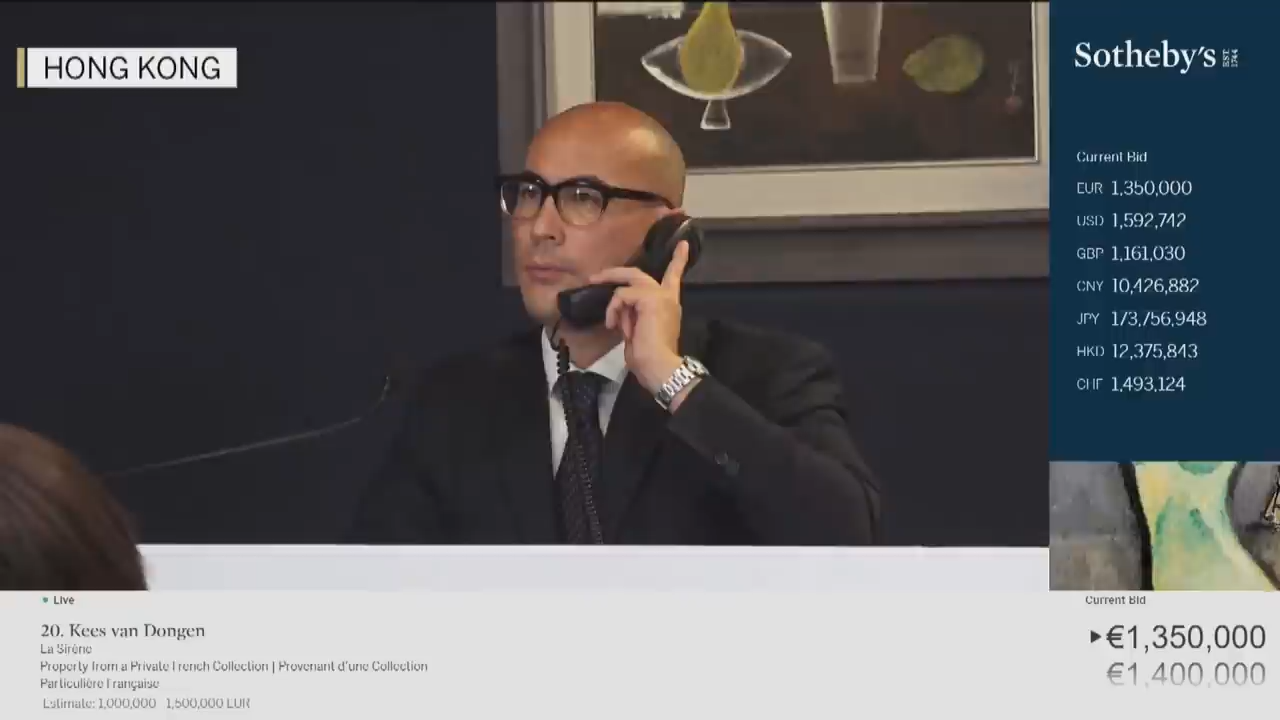 HONG KONG
Sotheby's EST. 1744
Current Bid
EUR 1,350,000
USD 1,592,742
GBP 1,161,030
CNY 10,426,882
JPY 173,756,948
HKD 12,375,843
CHF 1,493,124
Live
20. Kees van Dongen
La Sirène
Property from a Private French Collection | Provenant d'une Collection
Particulière Française
Estimate: 1,000,000 - 1,500,000 EUR
Current Bid
€1,350,000
€1,400,000